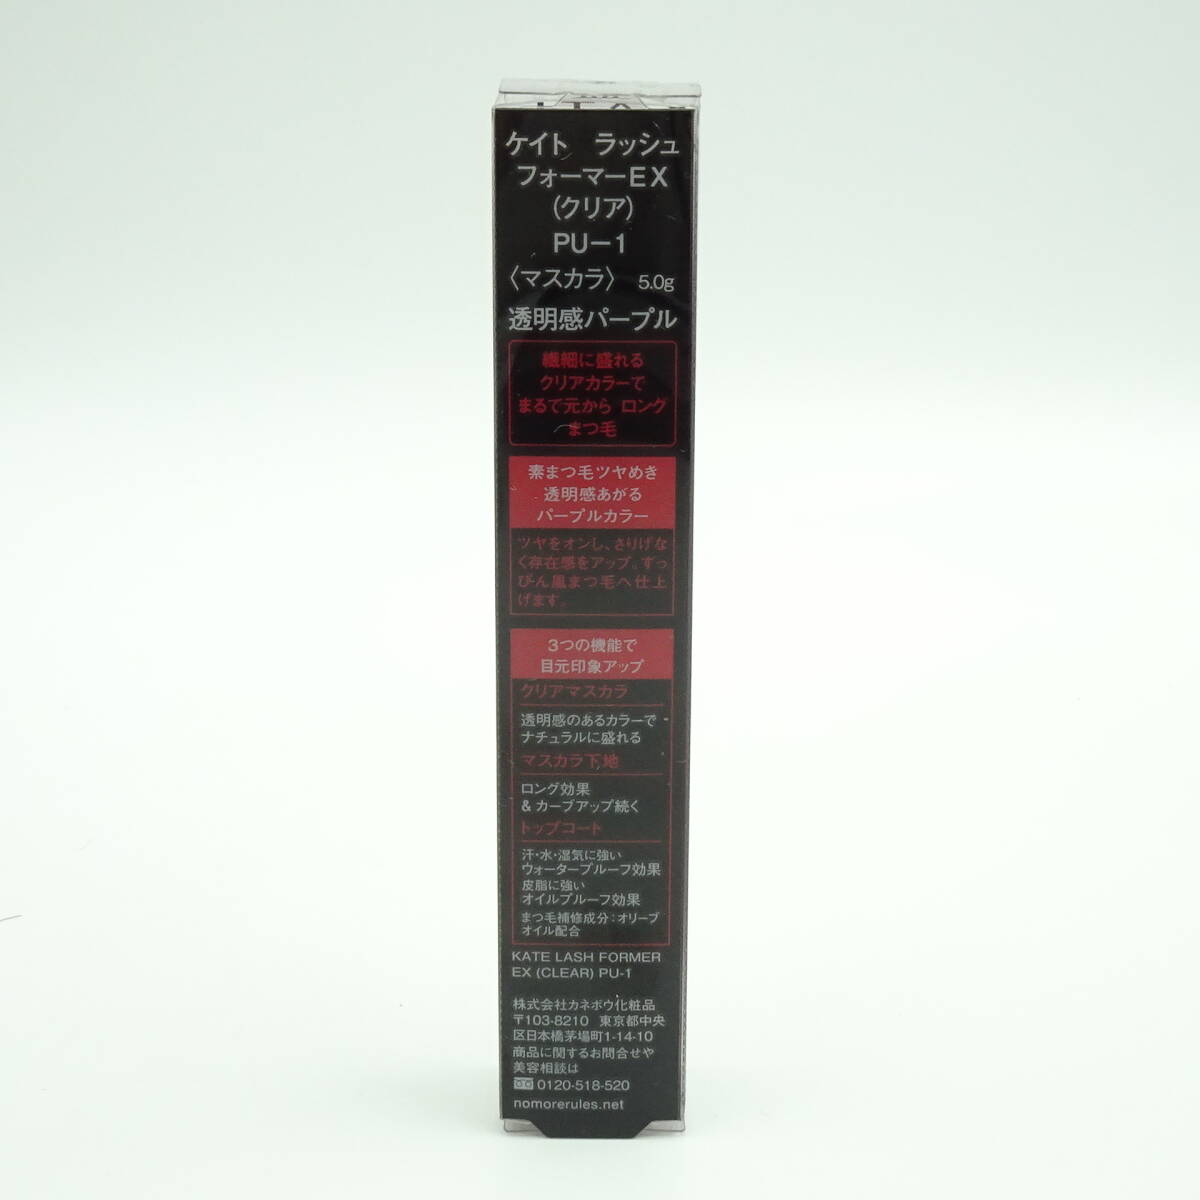 ケイト ラッシュ
フォーマーEX
(クリア)
PU－1
〈マスカラ〉 5.0g
透明感パープル
繊細に盛れる
クリアカラーで
まるで元から ロング
まつ毛
素まつ毛ツヤめき
透明感あがる
パープルカラー
ツヤをオンし、さりげな
く存在感をアップ。すっ
ぴん風まつ毛へ仕上
げます。
3つの機能で
目元印象アップ
クリアマスカラ
透明感のあるカラーで
ナチュラルに盛れる
マスカラ下地
ロング効果
& カーブアップ続く
トップコート
汗・水・湿気に強い
ウォータープルーフ効果
皮脂に強い
オイルプルーフ効果
まつ毛補修成分：オリーブ
オイル配合
KATE LASH FORMER
EX (CLEAR) PU-1
株式会社カネボウ化粧品
〒103-8210 東京都中央
区日本橋茅場町1-14-10
商品に関するお問合せや
美容相談は
0120-518-520
nomorerules.net